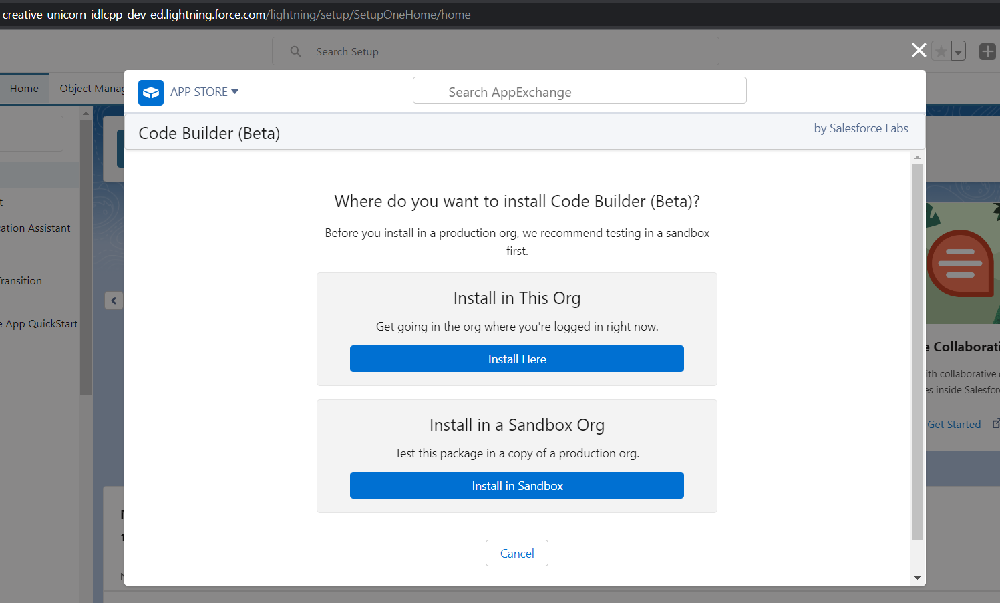 creative-unicorn-idlcpp-dev-ed.lightning.force.com/lightning/setup/SetupOneHome/home
Search Setup
Home
Object Manag
APP STORE
Search AppExchange
Code Builder (Beta)
by Salesforce Labs
Where do you want to install Code Builder (Beta)?
Before you install in a production org, we recommend testing in a sandbox
first.
Install in This Org
Get going in the org where you're logged in right now.
Install Here
Install in a Sandbox Org
Test this package in a copy of a production org.
Install in Sandbox
Cancel
t
ation Assistant
ransition
e App QuickStart
e Collaborati
ith collaborative
es inside Salesfor
Get Started